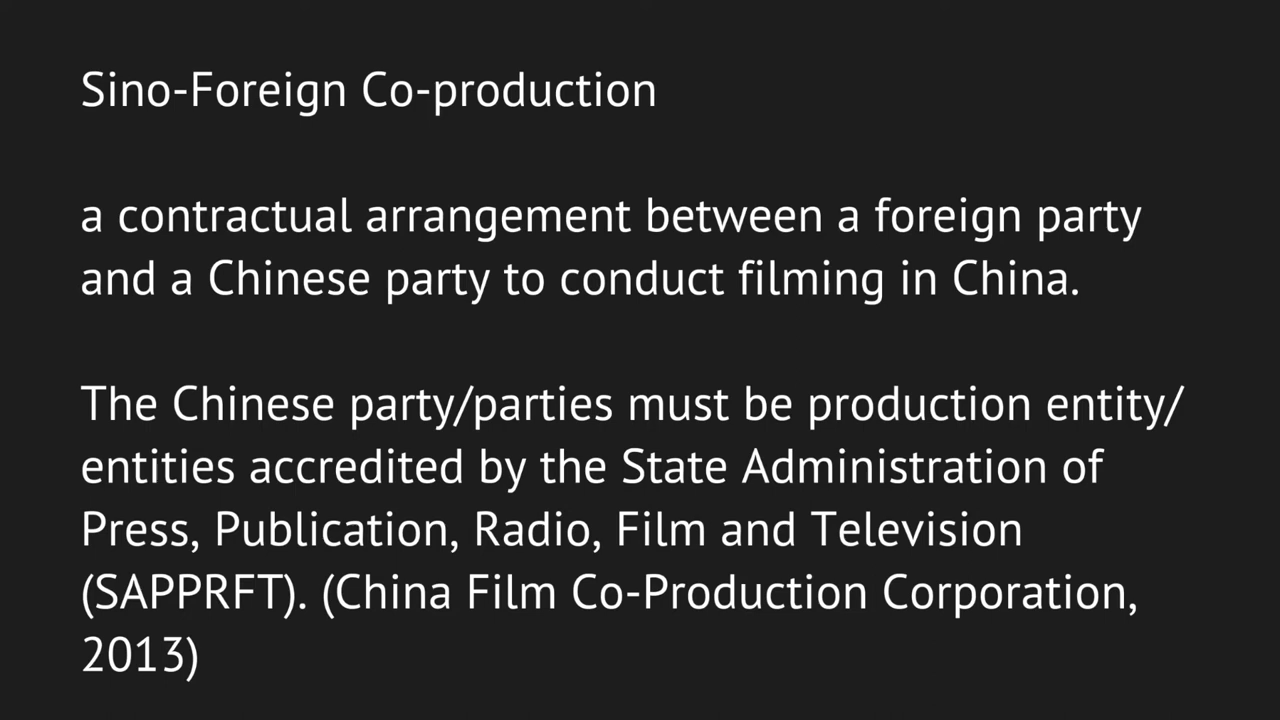 Sino-Foreign Co-production
a contractual arrangement between a foreign party
and a Chinese party to conduct filming in China.
The Chinese party/parties must be production entity/
entities accredited by the State Administration of
Press, Publication, Radio, Film and Television
(SAPPRFT). (China Film Co-Production Corporation,
2013)